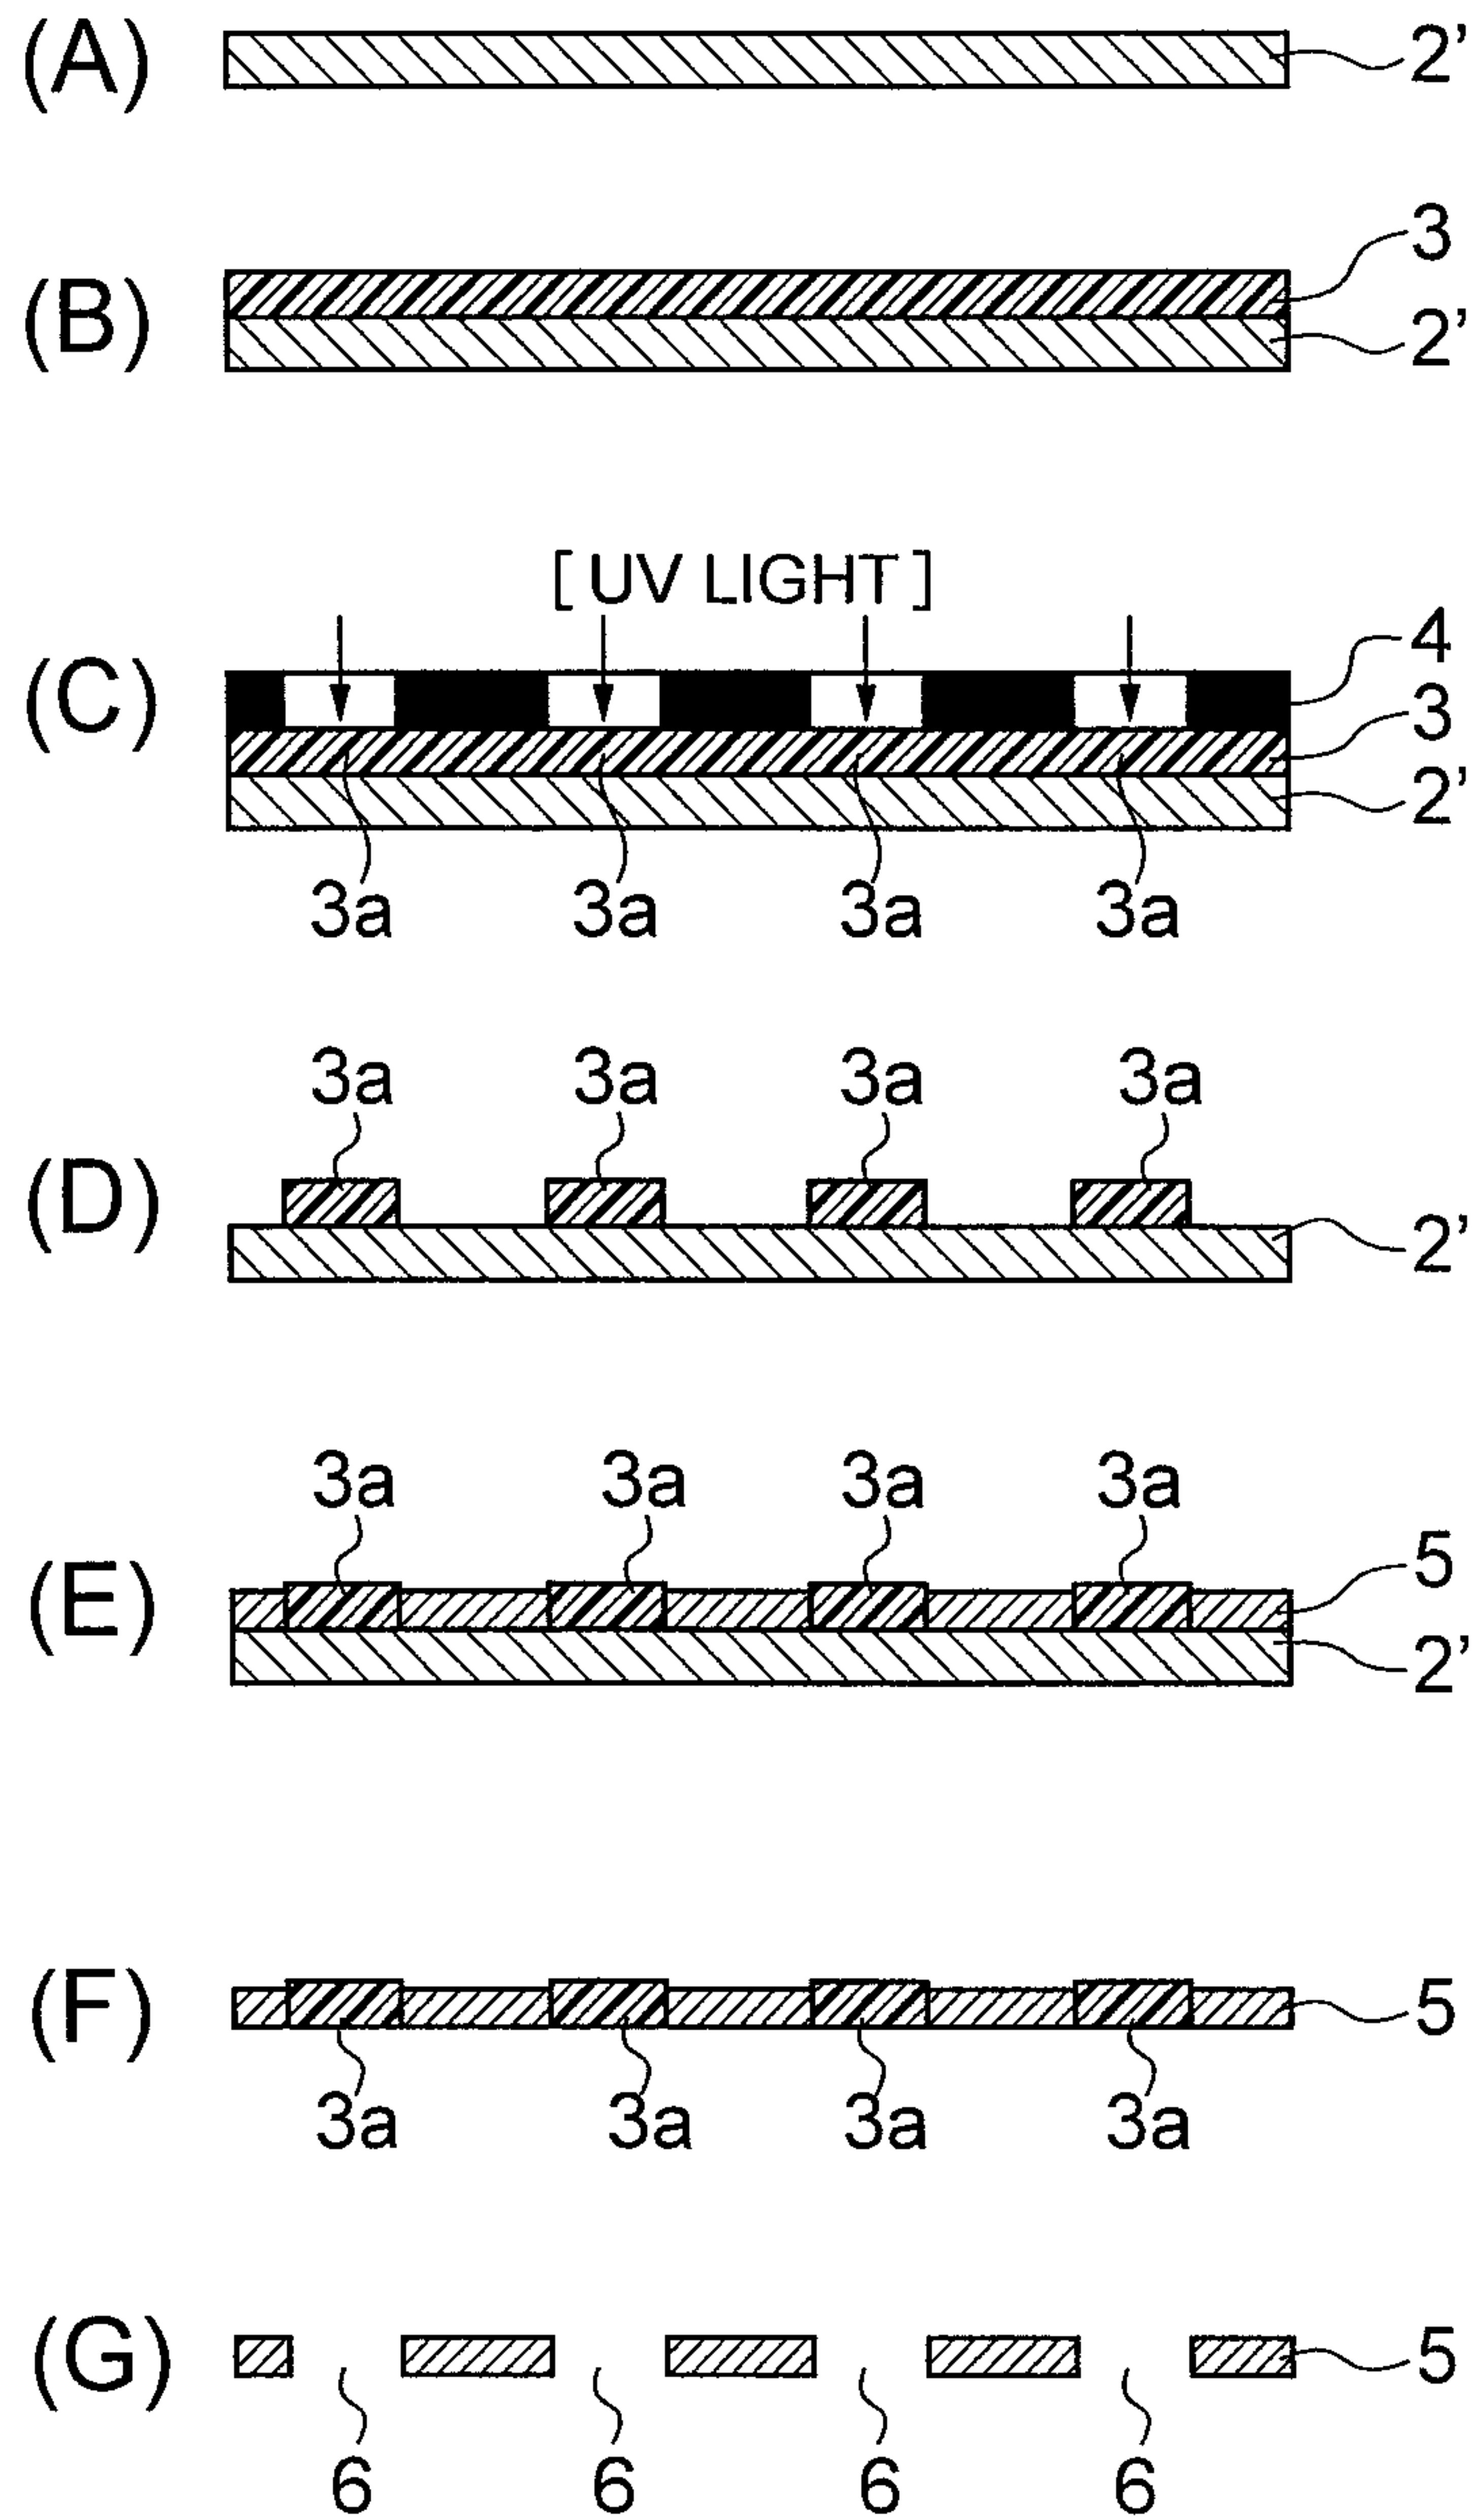 (A) 2'
3
(B) 2'
[ UV LIGHT ]
4
(C) 3
2'
3a 3a 3a 3a
3a 3a 3a 3a
(D) 2'
3a 3a 3a 3a
5
(E) 2'
(F) 5
3a 3a 3a 3a
(G) 5
6 6 6 6